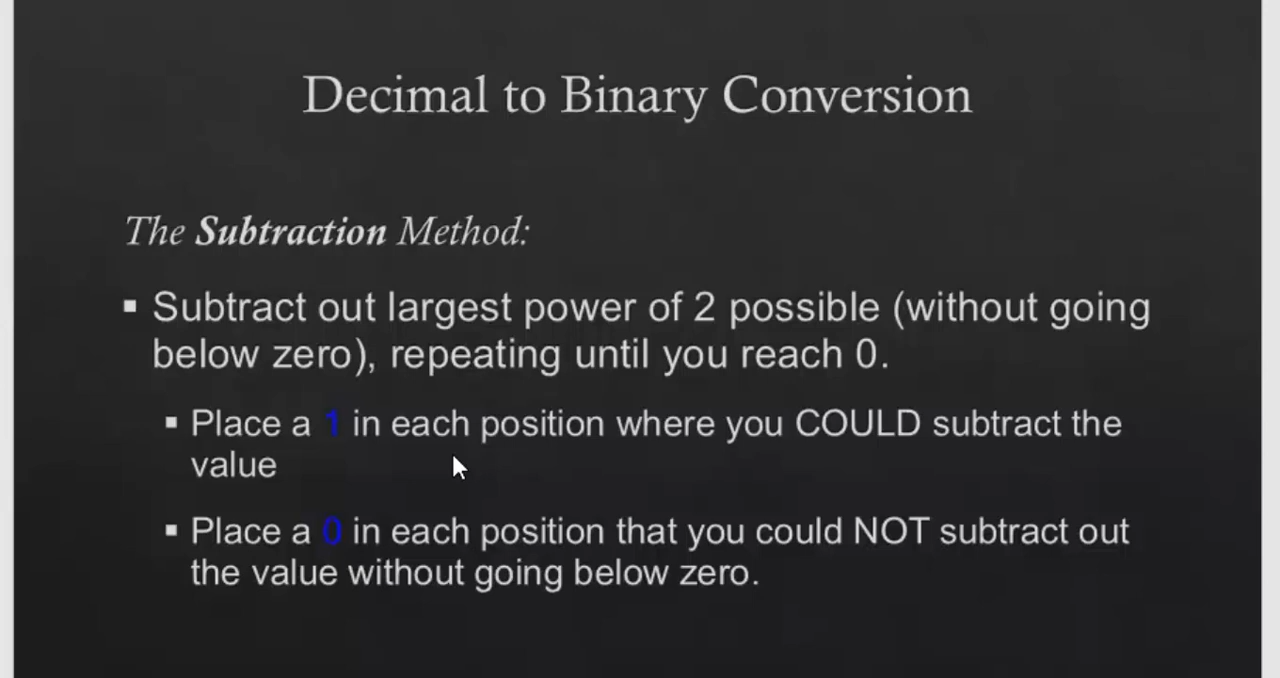 Decimal to Binary Conversion
The Subtraction Method:
▪ Subtract out largest power of 2 possible (without going
below zero), repeating until you reach 0.
▪ Place a 1 in each position where you COULD subtract the
value
▪ Place a 0 in each position that you could NOT subtract out
the value without going below zero.